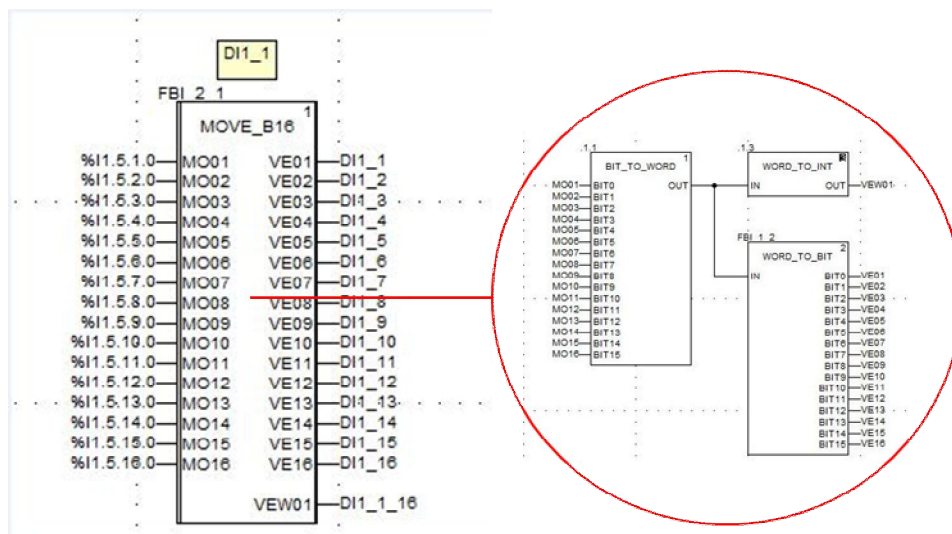 DI1_1
FBI_2_1
1
MOVE_B16
%I1.5.1.0 MO01 VE01 DI1_1
%I1.5.2.0 MO02 VE02 DI1_2
%I1.5.3.0 MO03 VE03 DI1_3
%I1.5.4.0 MO04 VE04 DI1_4
%I1.5.5.0 MO05 VE05 DI1_5
%I1.5.6.0 MO06 VE06 DI1_6
%I1.5.7.0 MO07 VE07 DI1_7
%I1.5.8.0 MO08 VE08 DI1_8
%I1.5.9.0 MO09 VE09 DI1_9
%I1.5.10.0 MO10 VE10 DI1_10
%I1.5.11.0 MO11 VE11 DI1_11
%I1.5.12.0 MO12 VE12 DI1_12
%I1.5.13.0 MO13 VE13 DI1_13
%I1.5.14.0 MO14 VE14 DI1_14
%I1.5.15.0 MO15 VE15 DI1_15
%I1.5.16.0 MO16 VE16 DI1_16
VEW01 DI1_1_16
.1.1
1
BIT_TO_WORD
MO01 BIT0 OUT
MO02 BIT1
MO03 BIT2
MO04 BIT3
MO05 BIT4
MO06 BIT5
MO07 BIT6
MO08 BIT7
MO09 BIT8
MO10 BIT9
MO11 BIT10
MO12 BIT11
MO13 BIT12
MO14 BIT13
MO15 BIT14
MO16 BIT15
.1.3
WORD_TO_INT
IN OUT VEW01
FBI_1_2
2
WORD_TO_BIT
IN BIT0 VE01
BIT1 VE02
BIT2 VE03
BIT3 VE04
BIT4 VE05
BIT5 VE06
BIT6 VE07
BIT7 VE08
BIT8 VE09
BIT9 VE10
BIT10 VE11
BIT11 VE12
BIT12 VE13
BIT13 VE14
BIT14 VE15
BIT15 VE16